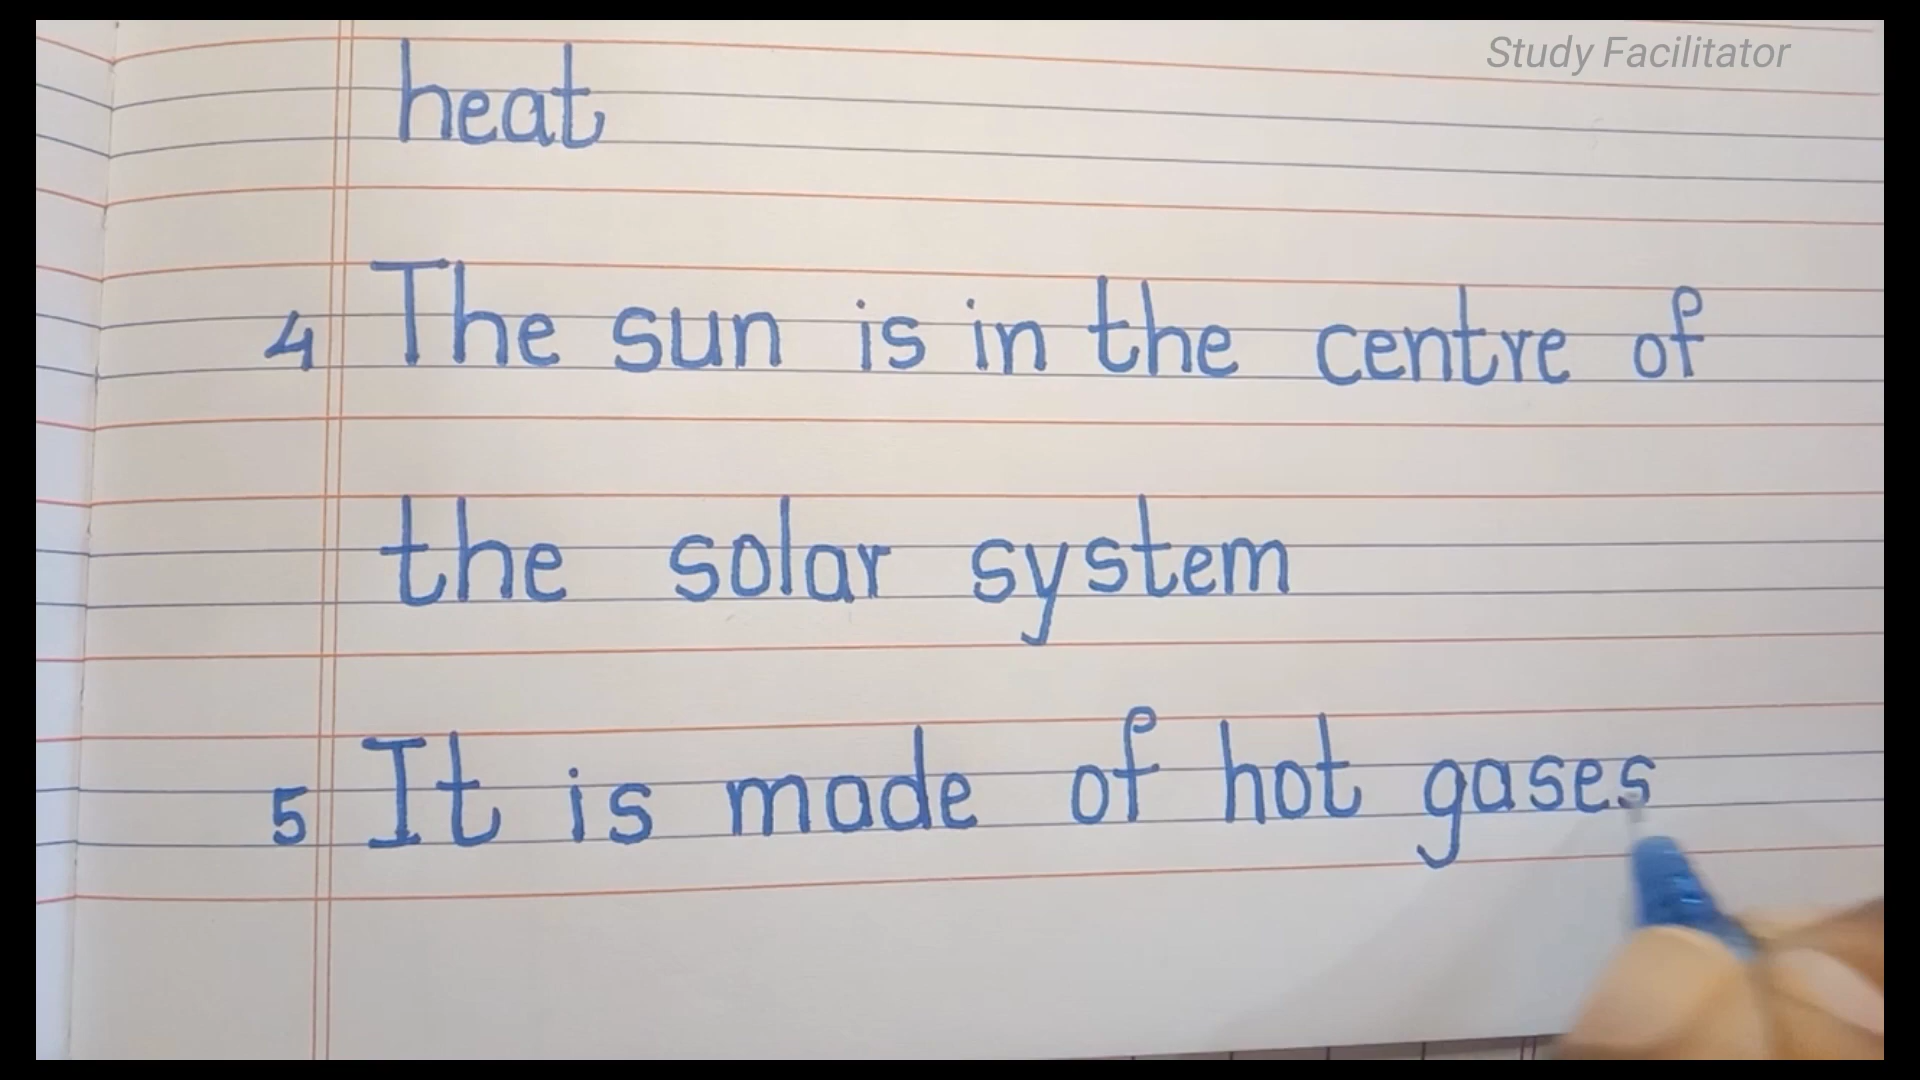 Study Facilitator
heat
4 The sun is in the centre of
the solar system
5 It is made of hot gases